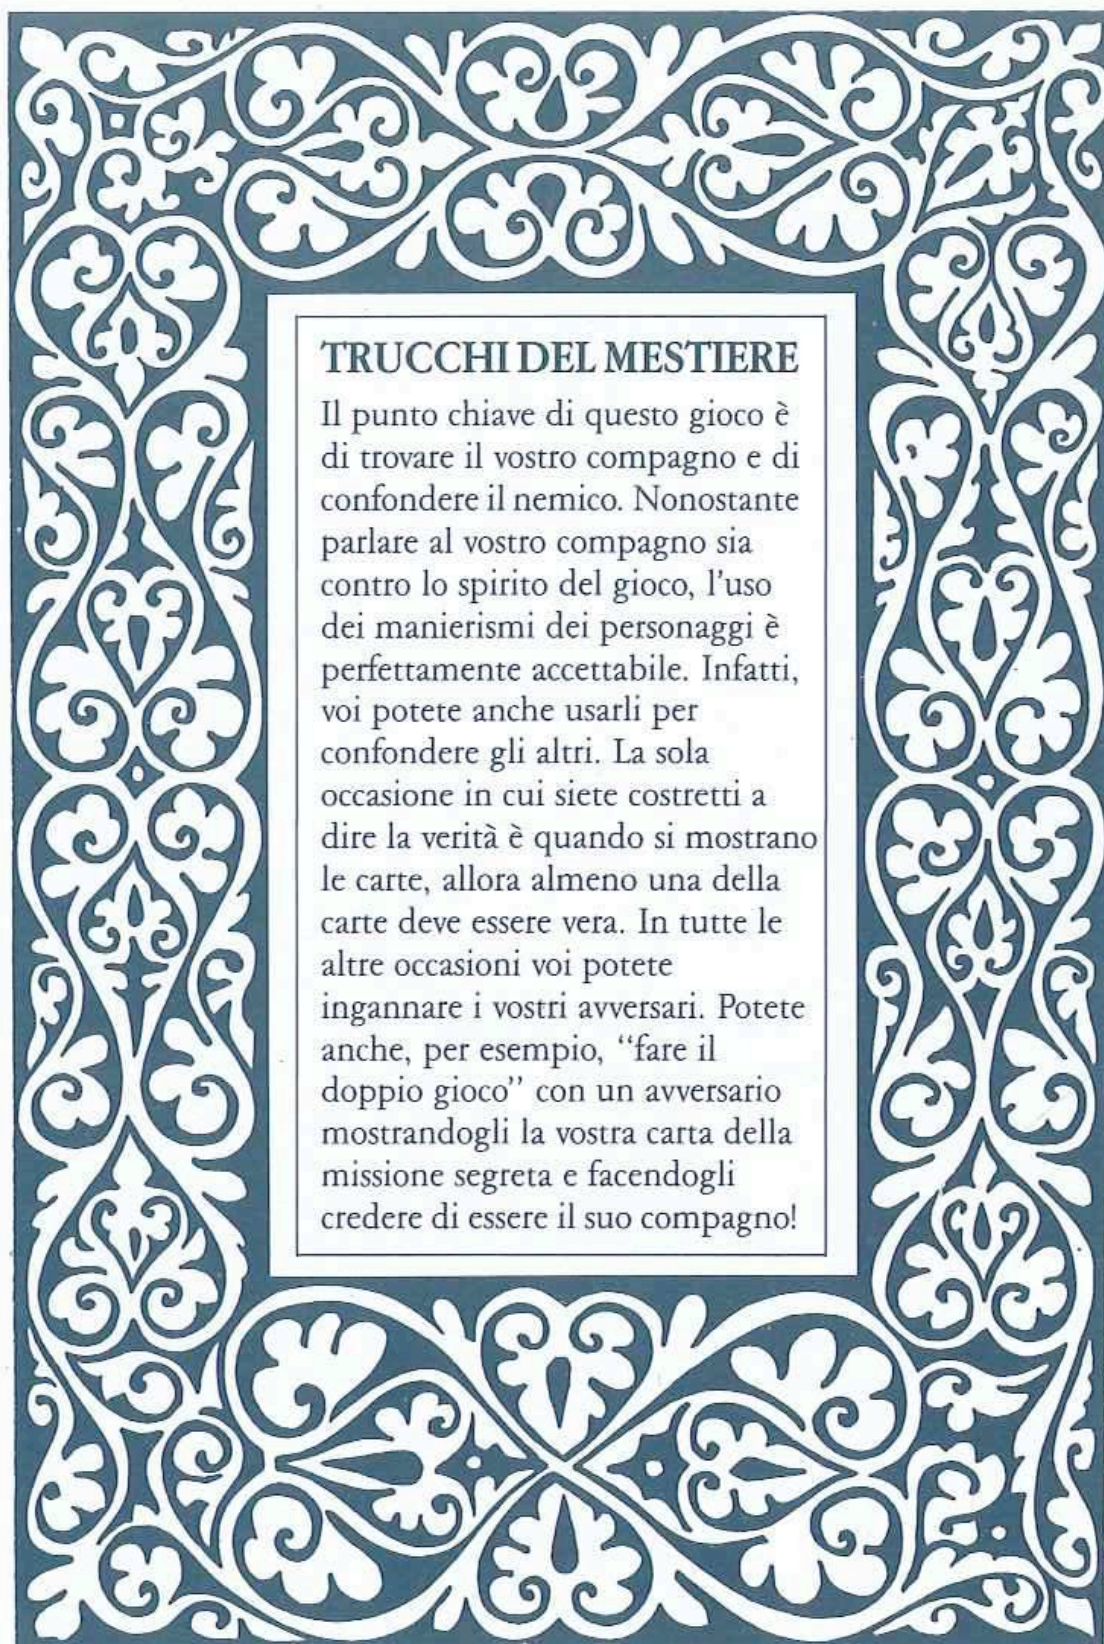 TRUCCHI DEL MESTIERE
Il punto chiave di questo gioco è
di trovare il vostro compagno e di
confondere il nemico. Nonostante
parlare al vostro compagno sia
contro lo spirito del gioco, l'uso
dei manierismi dei personaggi è
perfettamente accettabile. Infatti,
voi potete anche usarli per
confondere gli altri. La sola
occasione in cui siete costretti a
dire la verità è quando si mostrano
le carte, allora almeno una della
carte deve essere vera. In tutte le
altre occasioni voi potete
ingannare i vostri avversari. Potete
anche, per esempio, “fare il
doppio gioco” con un avversario
mostrandogli la vostra carta della
missione segreta e facendogli
credere di essere il suo compagno!